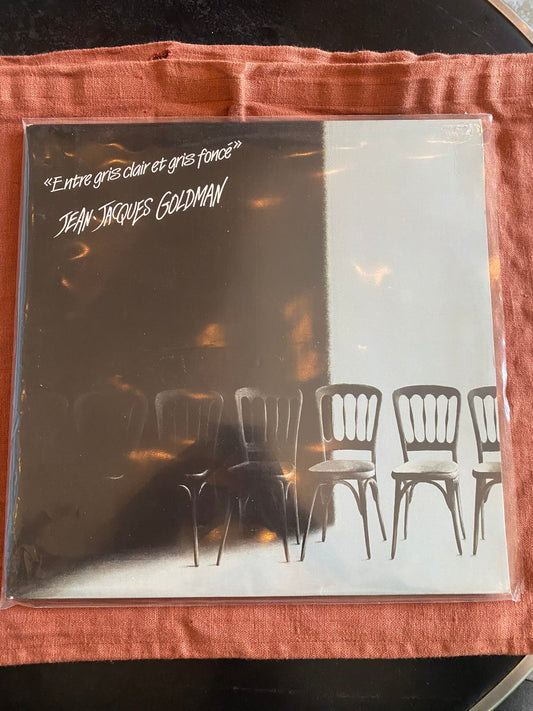 «Entre gris clair et gris foncé»
JEAN-JACQUES GOLDMAN